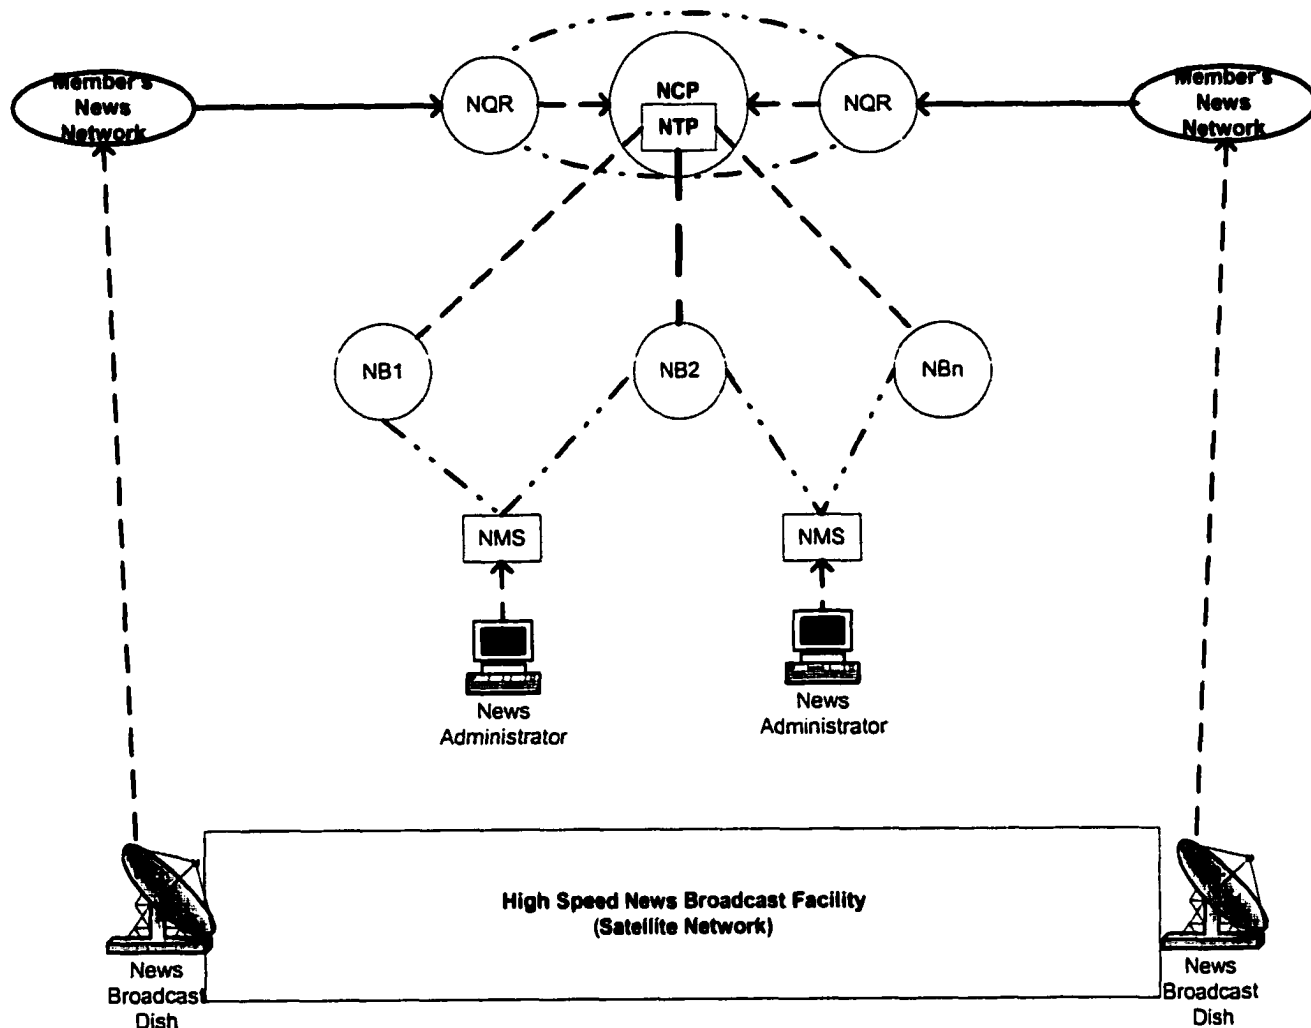 Member's
News
Network
NQR
NCP
NTP
NQR
Member's
News
Network
NB1
NB2
NBn
NMS
NMS
News
Administrator
News
Administrator
High Speed News Broadcast Facility
(Satellite Network)
News
Broadcast
Dish
News
Broadcast
Dish